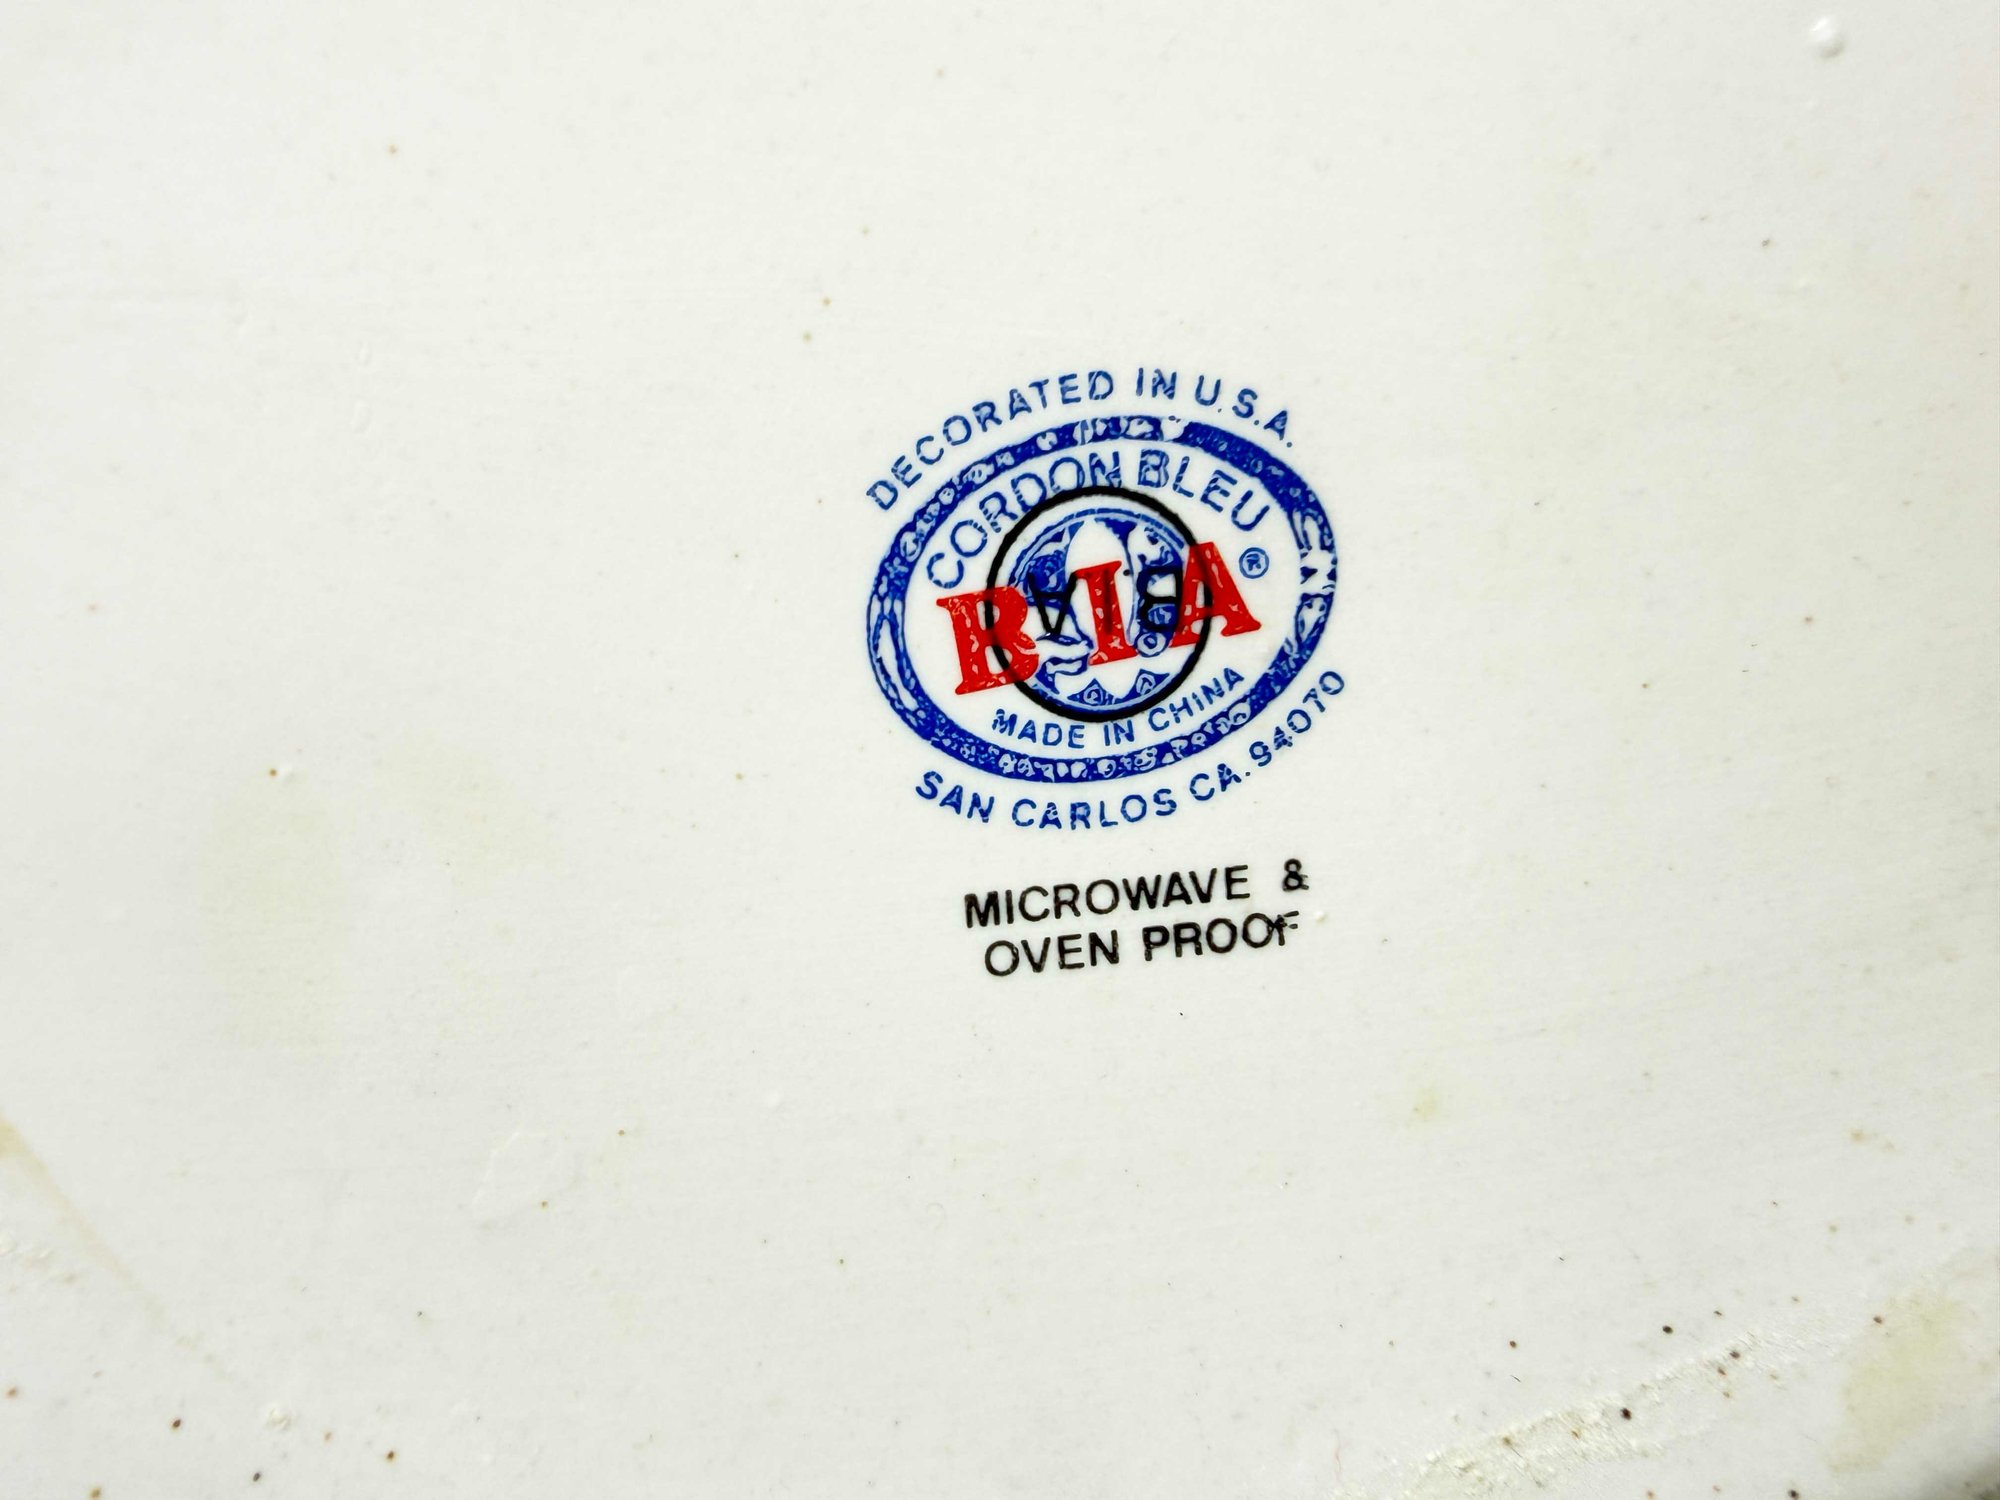 DECORATED IN U.S.A.
CORDON BLEU ®
BIA
B.I.A
MADE IN CHINA
SAN CARLOS CA. 94070
MICROWAVE &
OVEN PROOF